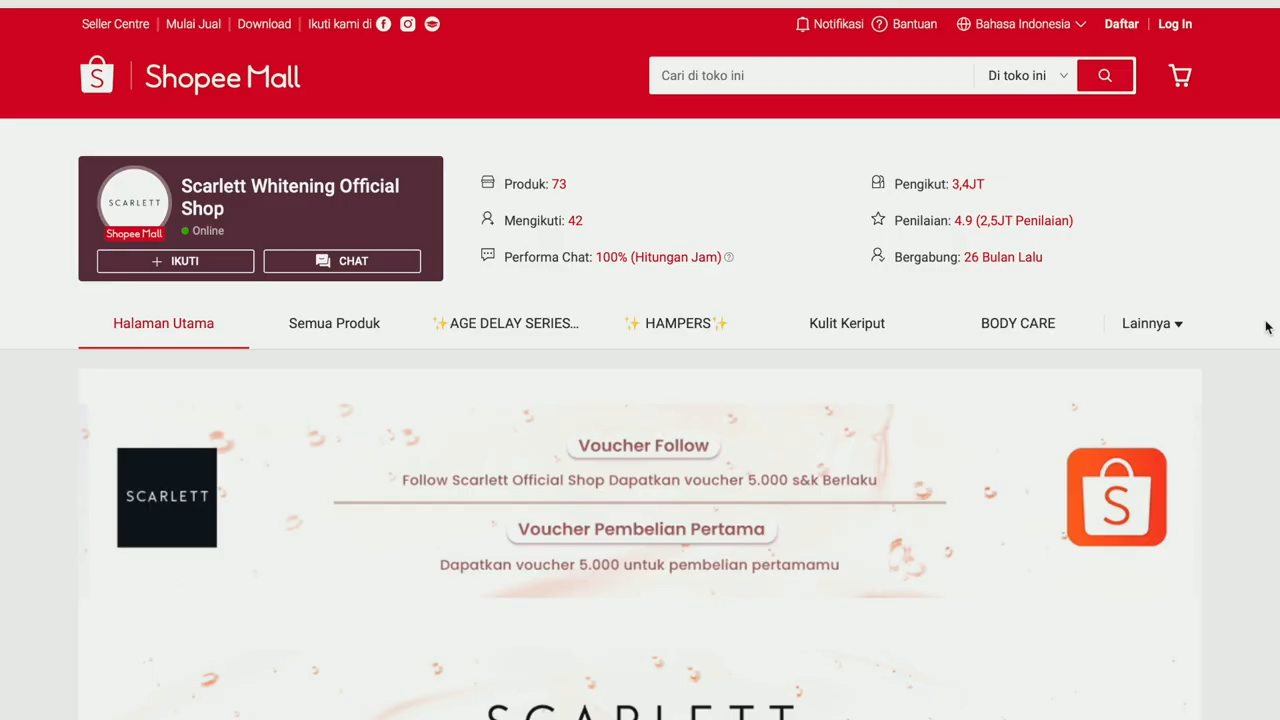 Seller Centre | Mulai Jual | Download | Ikuti kami di
Notifikasi Bantuan Bahasa Indonesia Daftar | Log In
Shopee Mall
Cari di toko ini
Di toko ini
SCARLETT
Shopee Mall
Scarlett Whitening Official
Shop
Online
+ IKUTI
CHAT
Produk: 73
Mengikuti: 42
Performa Chat: 100% (Hitungan Jam)
Pengikut: 3,4JT
Penilaian: 4.9 (2,5JT Penilaian)
Bergabung: 26 Bulan Lalu
Halaman Utama
Semua Produk
✨AGE DELAY SERIES...
✨ HAMPERS✨
Kulit Keriput
BODY CARE
Lainnya
SCARLETT
Voucher Follow
Follow Scarlett Official Shop Dapatkan voucher 5.000 s&k Berlaku
Voucher Pembelian Pertama
Dapatkan voucher 5.000 untuk pembelian pertamamu
SCARLETT